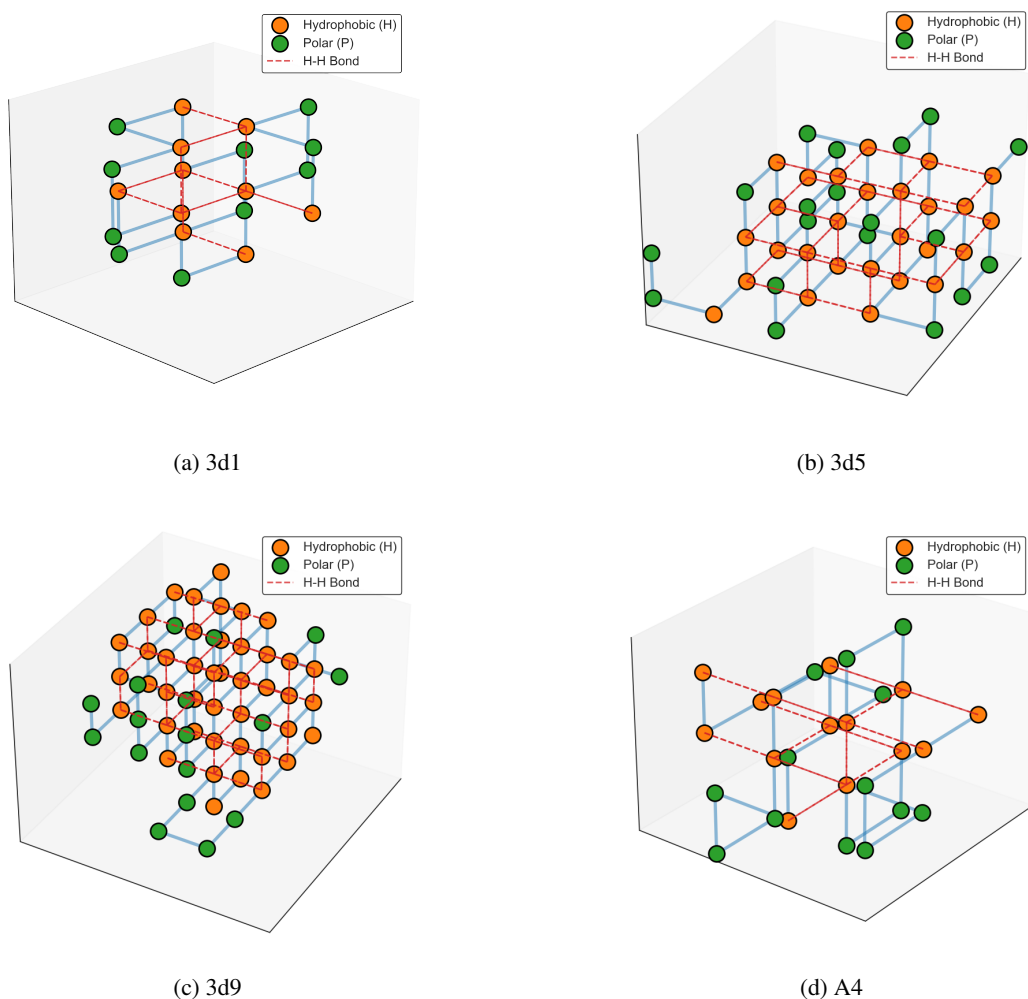 Hydrophobic (H)
Polar (P)
H-H Bond
(a) 3d1
Hydrophobic (H)
Polar (P)
H-H Bond
(b) 3d5
Hydrophobic (H)
Polar (P)
H-H Bond
(c) 3d9
Hydrophobic (H)
Polar (P)
H-H Bond
(d) A4